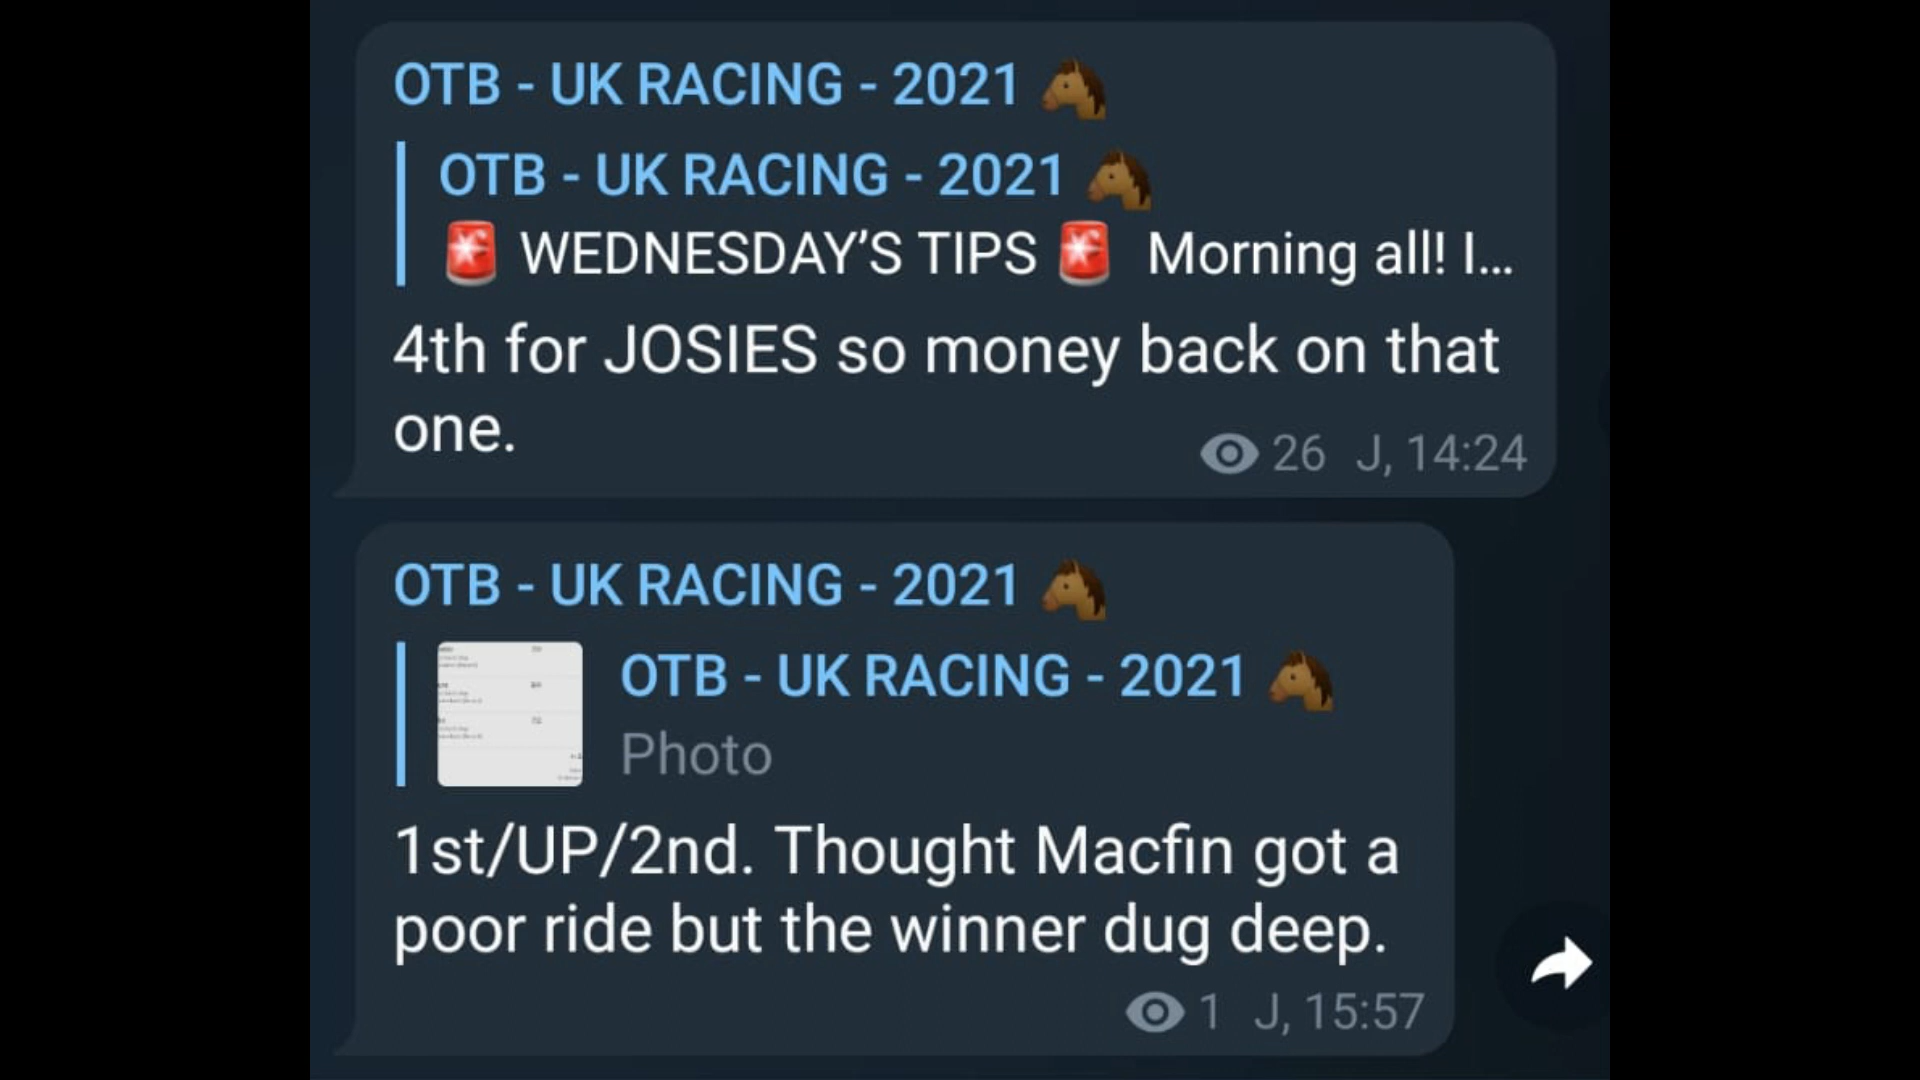 OTB - UK RACING - 2021 🐴
OTB - UK RACING - 2021 🐴
🚨 WEDNESDAY’S TIPS 🚨 Morning all! I...
4th for JOSIES so money back on that
one.
26 J, 14:24
OTB - UK RACING - 2021 🐴
OTB - UK RACING - 2021 🐴
Photo
1st/UP/2nd. Thought Macfin got a
poor ride but the winner dug deep.
1 J, 15:57